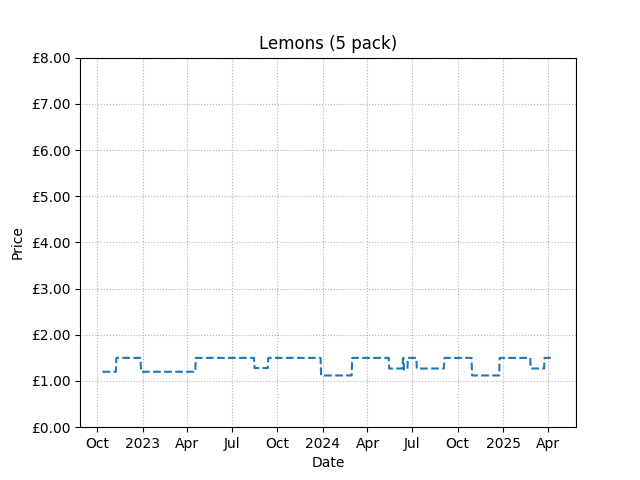 Lemons (5 pack)
£8.00
£7.00
£6.00
£5.00
£4.00
£3.00
£2.00
£1.00
£0.00
Price
Oct 2023 Apr Jul Oct 2024 Apr Jul Oct 2025 Apr
Date